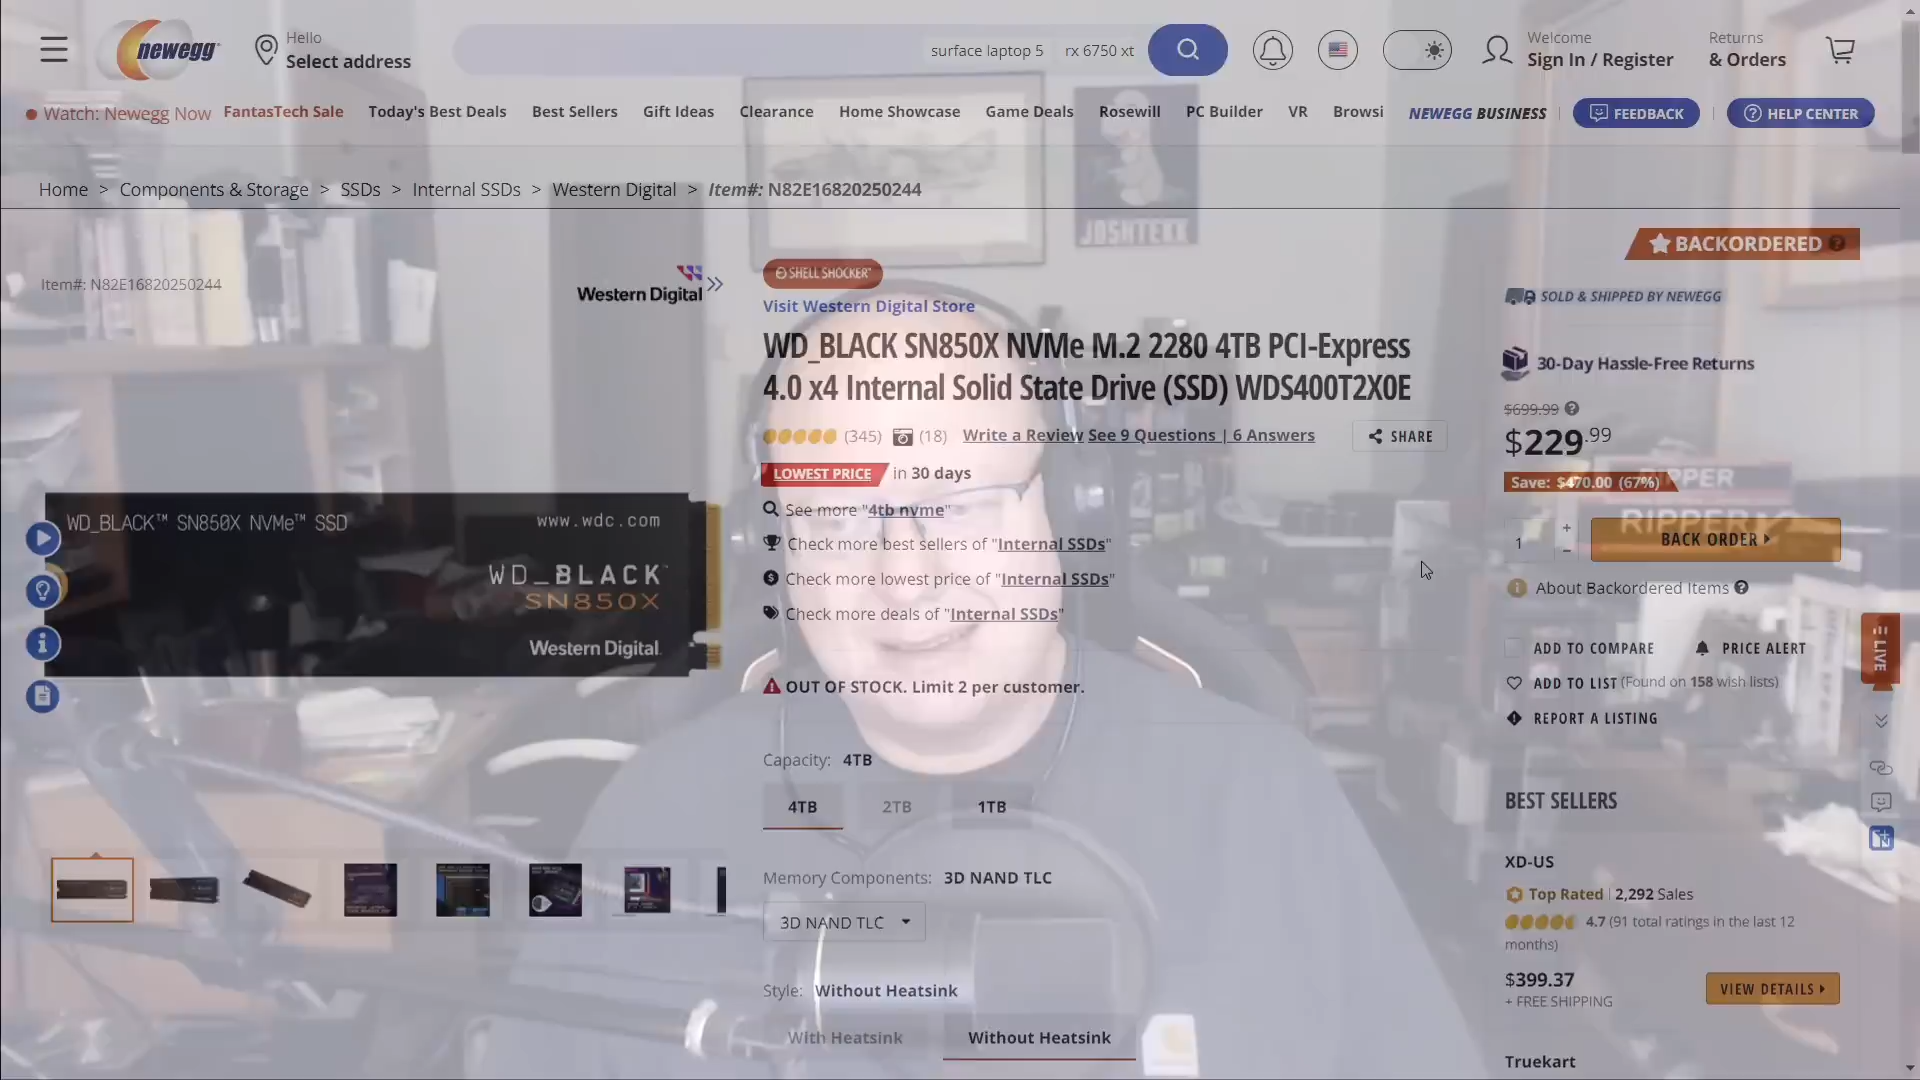 newegg
Hello
Select address
surface laptop 5
rx 6750 xt
Welcome
Sign In / Register
Returns
& Orders
Watch: Newegg Now
FantasTech Sale
Today's Best Deals
Best Sellers
Gift Ideas
Clearance
Home Showcase
Game Deals
Rosewill
PC Builder
VR
Browsi
NEWEGG BUSINESS
FEEDBACK
HELP CENTER
Home > Components & Storage > SSDs > Internal SSDs > Western Digital > Item#: N82E16820250244
JOSHTEKK
BACKORDERED
Item#: N82E16820250244
Western Digital
SHELL SHOCKER
SOLD & SHIPPED BY NEWEGG
Visit Western Digital Store
WD_BLACK SN850X NVMe M.2 2280 4TB PCI-Express
4.0 x4 Internal Solid State Drive (SSD) WDS400T2X0E
30-Day Hassle-Free Returns
$699.99
$229.99
(345)
(18)
Write a Review
See 9 Questions | 6 Answers
SHARE
LOWEST PRICE in 30 days
Save: $470.00 (67%)
RIPPER
RIPPER
See more "4tb nvme"
Check more best sellers of "Internal SSDs"
Check more lowest price of "Internal SSDs"
Check more deals of "Internal SSDs"
WD_BLACK™ SN850X NVMe™ SSD
www.wdc.com
WD_BLACK™
SN850X
Western Digital
1
+
-
BACK ORDER
About Backordered Items
ADD TO COMPARE
PRICE ALERT
ADD TO LIST (Found on 158 wish lists)
REPORT A LISTING
LIVE
OUT OF STOCK. Limit 2 per customer.
Capacity: 4TB
4TB
2TB
1TB
Memory Components: 3D NAND TLC
3D NAND TLC
Style: Without Heatsink
With Heatsink
Without Heatsink
BEST SELLERS
XD-US
Top Rated | 2,292 Sales
4.7 (91 total ratings in the last 12
months)
$399.37
+ FREE SHIPPING
VIEW DETAILS
Truekart